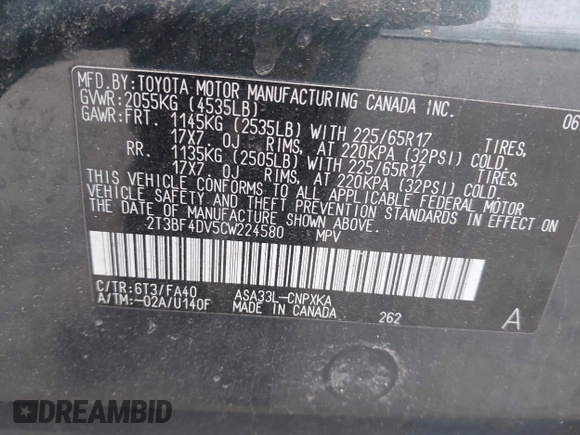 MFD.BY:TOYOTA MOTOR MANUFACTURING CANADA INC.
GVWR:2055KG (4535LB) 06
GAWR:FRT. 1145KG (2535LB) WITH 225/65R17 TIRES,
17X7 0J RIMS, AT 220KPA (32PSI) COLD
RR. 1135KG (2505LB) WITH 225/65R17 TIRES,
17X7 0J RIMS, AT 220KPA (32PSI) COLD
THIS VEHICLE CONFORMS TO ALL APPLICABLE FEDERAL MOTOR
VEHICLE SAFETY AND THEFT PREVENTION STANDARDS IN EFFECT ON
THE DATE OF MANUFACTURE SHOWN ABOVE.
2T3BF4DV5CW224580 MPV
C/TR:6T3/FA40 ASA33L-CNPXKA
A/TM:-02A/U140F MADE IN CANADA 262 A
DREAMBID